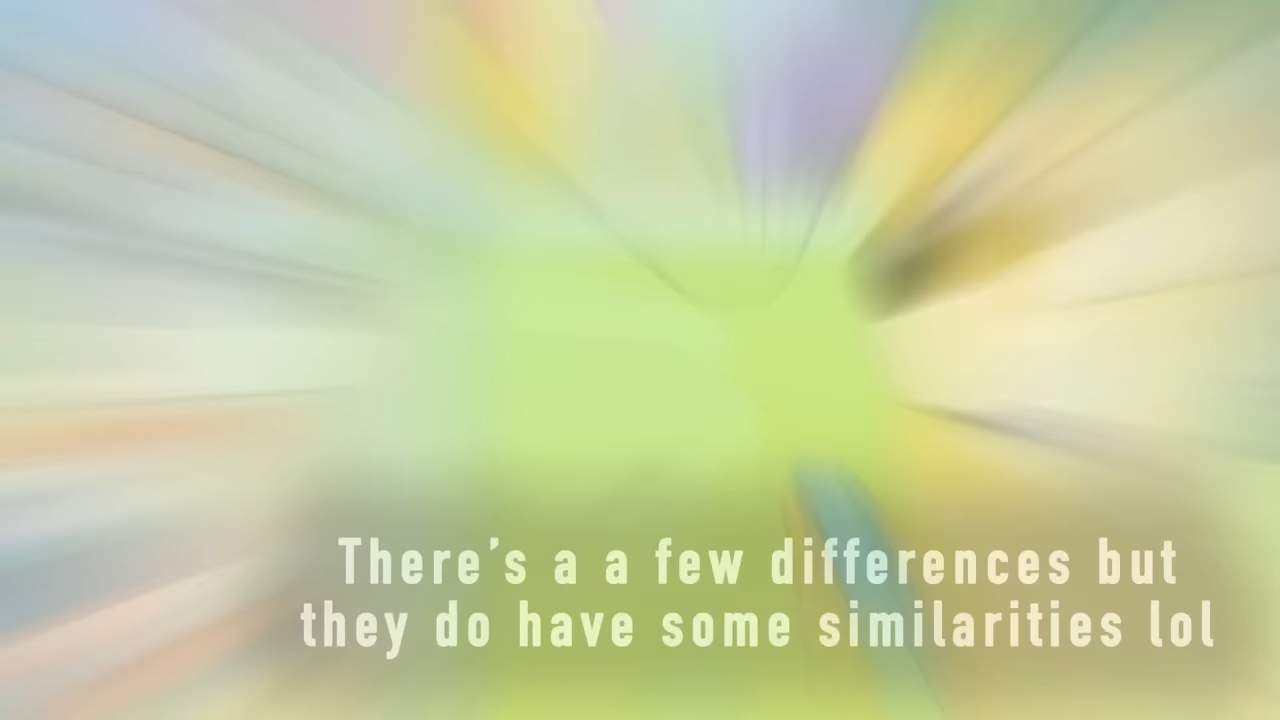 There’s a a few differences but
they do have some similarities lol